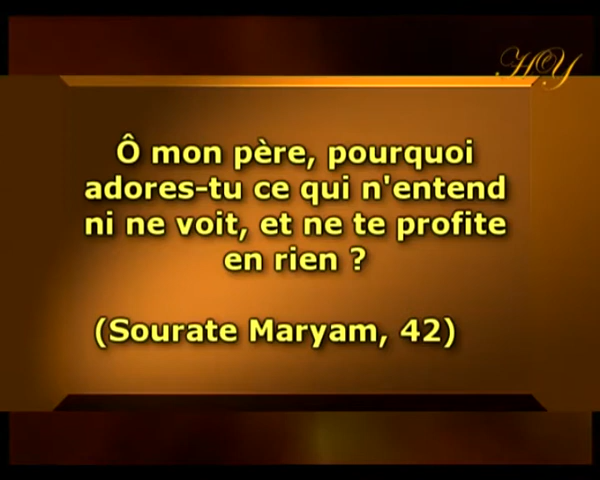 HY
Ô mon père, pourquoi
adores-tu ce qui n'entend
ni ne voit, et ne te profite
en rien ?
(Sourate Maryam, 42)